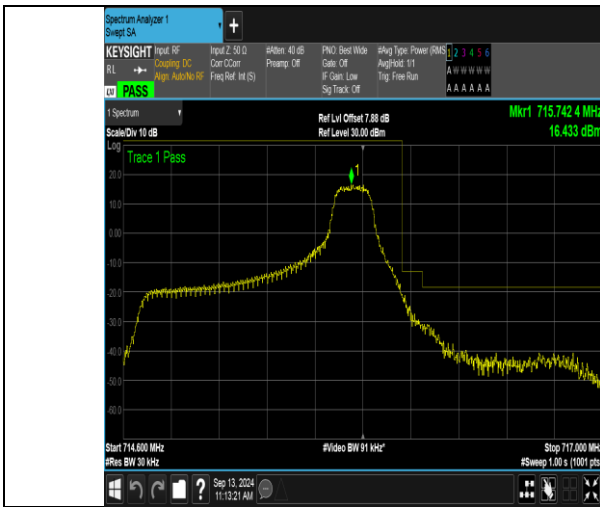 Spectrum Analyzer 1
Swept SA
+
KEYSIGHT Input: RF Input Z: 50 Ω #Atten: 40 dB PNO: Best Wide #Avg Type: Power (RMS 1 2 3 4 5 6
RL Coupling: DC Corr CCorr Preamp: Off Gate: Off Avg|Hold: 1/1 A W W W W W
Align: Auto/No RF Freq Ref: Int (S) IF Gain: Low Trig: Free Run
LXI PASS Sig Track: Off A A A A A A
1 Spectrum Ref Lvl Offset 7.88 dB Mkr1 715.742 4 MHz
Scale/Div 10 dB Ref Level 30.00 dBm 16.433 dBm
Log
Trace 1 Pass
1
20.0
10.0
0.00
-10.0
-20.0
-30.0
-40.0
-50.0
-60.0
Start 714.600 MHz #Video BW 91 kHz* Stop 717.000 MHz
#Res BW 30 kHz #Sweep 1.00 s (1001 pts
? Sep 13, 2024
11:13:21 AM